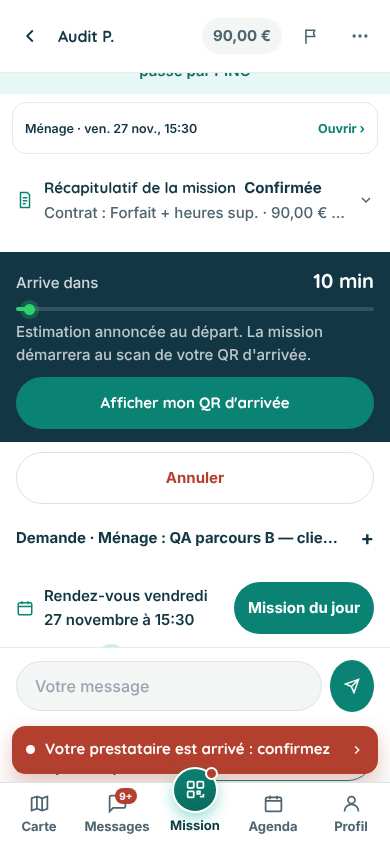 Audit P.
90,00 €
Ménage · ven. 27 nov., 15:30
Ouvrir ›
Récapitulatif de la mission Confirmée
Contrat : Forfait + heures sup. · 90,00 € ...
Arrive dans
10 min
Estimation annoncée au départ. La mission
démarrera au scan de votre QR d'arrivée.
Afficher mon QR d'arrivée
Annuler
Demande · Ménage : QA parcours B — clie...
Rendez-vous vendredi
27 novembre à 15:30
Mission du jour
Votre message
Votre prestataire est arrivé : confirmez
9+
Carte
Messages
Mission
Agenda
Profil